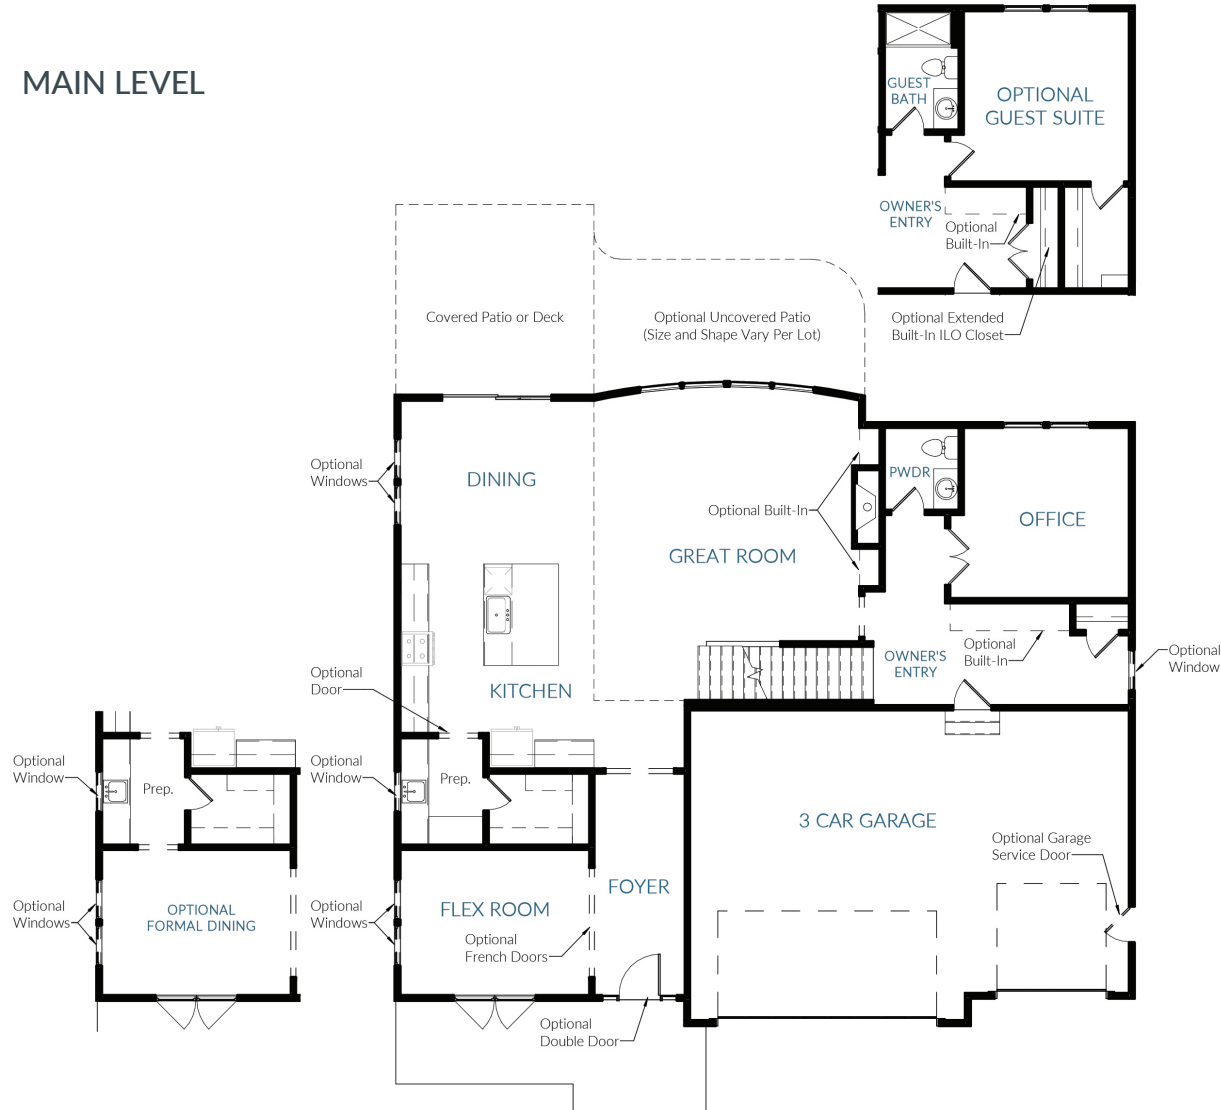 MAIN LEVEL
GUEST
BATH
OPTIONAL
GUEST SUITE
OWNER'S
ENTRY
Optional
Built-In
Optional Extended
Built-In ILO Closet
Covered Patio or Deck
Optional Uncovered Patio
(Size and Shape Vary Per Lot)
Optional
Windows
DINING
Optional Built-In
PWDR
OFFICE
GREAT ROOM
Optional
Door
KITCHEN
OWNER'S
ENTRY
Optional
Built-In
Optional
Window
Optional
Window
Prep.
Optional
Window
Prep.
3 CAR GARAGE
Optional Garage
Service Door
Optional
Windows
OPTIONAL
FORMAL DINING
Optional
Windows
FLEX ROOM
FOYER
Optional
French Doors
Optional
Double Door